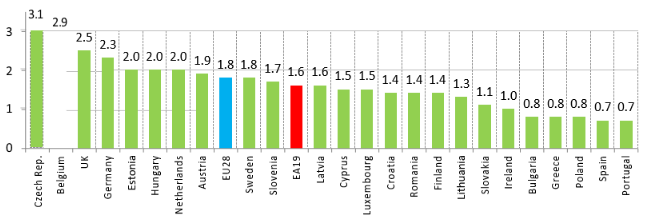 3.1
2.9
2.5
2.3
2.0
2.0
2.0
1.9
1.8
1.8
1.7
1.6
1.6
1.5
1.5
1.4
1.4
1.4
1.3
1.1
1.0
0.8
0.8
0.8
0.7
0.7
3
2
1
0
Czech Rep.
Belgium
UK
Germany
Estonia
Hungary
Netherlands
Austria
EU28
Sweden
Slovenia
EA19
Latvia
Cyprus
Luxembourg
Croatia
Romania
Finland
Lithuania
Slovakia
Ireland
Bulgaria
Greece
Poland
Spain
Portugal